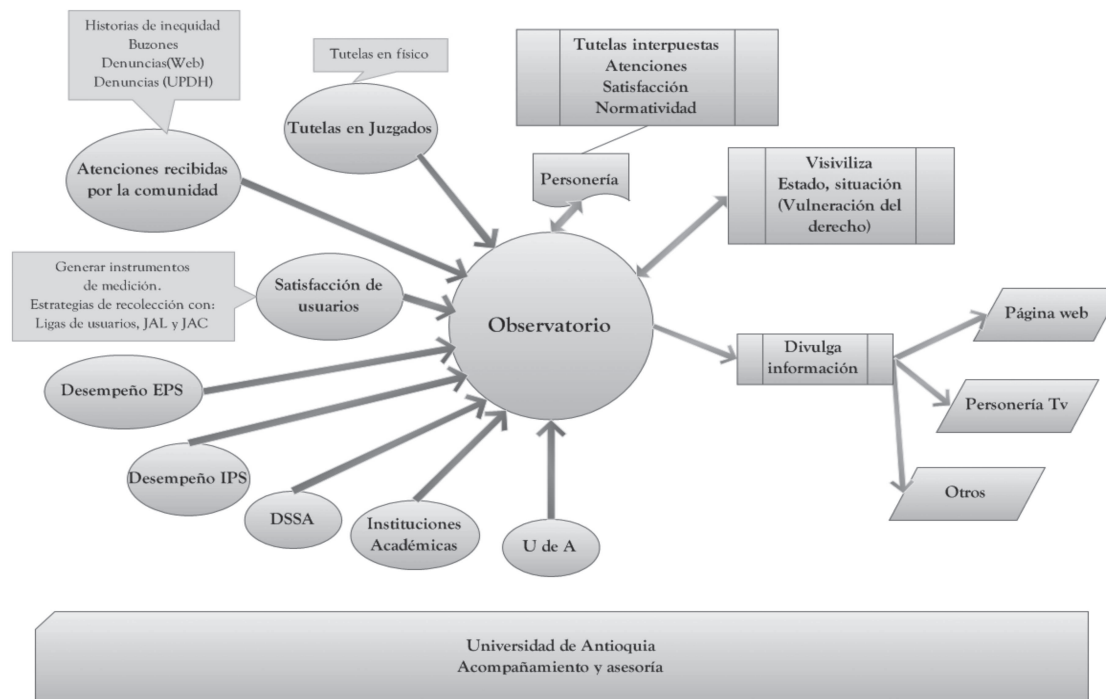 Historias de inequidad
Buzones
Denuncias(Web)
Denuncias (UPDH)
Tutelas en físico
Tutelas interpuestas
Atenciones
Satisfacción
Normatividad
Tutelas en Juzgados
Atenciones recibidas
por la comunidad
Personería
Visiviliza
Estado, situación
(Vulneración del
derecho)
Generar instrumentos
de medición.
Estrategias de recolección con:
Ligas de usuarios, JAL y JAC
Satisfacción de
usuarios
Observatorio
Divulga
información
Página web
Desempeño EPS
Personería Tv
Desempeño IPS
Otros
DSSA
Instituciones
Académicas
U de A
Universidad de Antioquia
Acompañamiento y asesoría